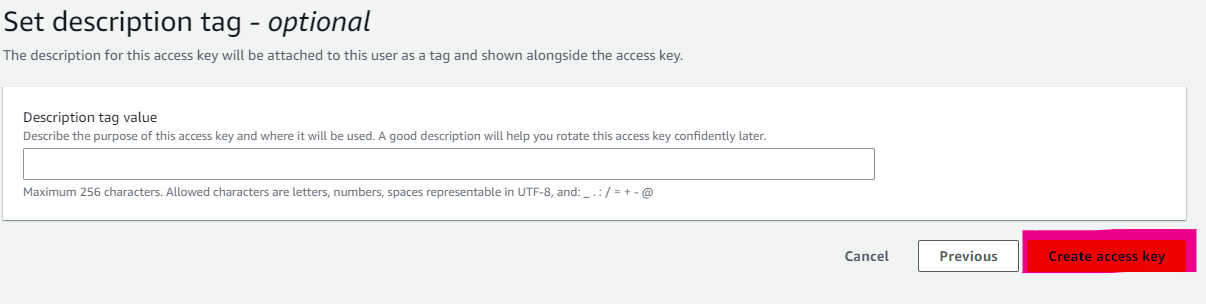 Set description tag - optional
The description for this access key will be attached to this user as a tag and shown alongside the access key.
Description tag value
Describe the purpose of this access key and where it will be used. A good description will help you rotate this access key confidently later.
Maximum 256 characters. Allowed characters are letters, numbers, spaces representable in UTF-8, and: _ . : / = + - @
Cancel Previous Create access key